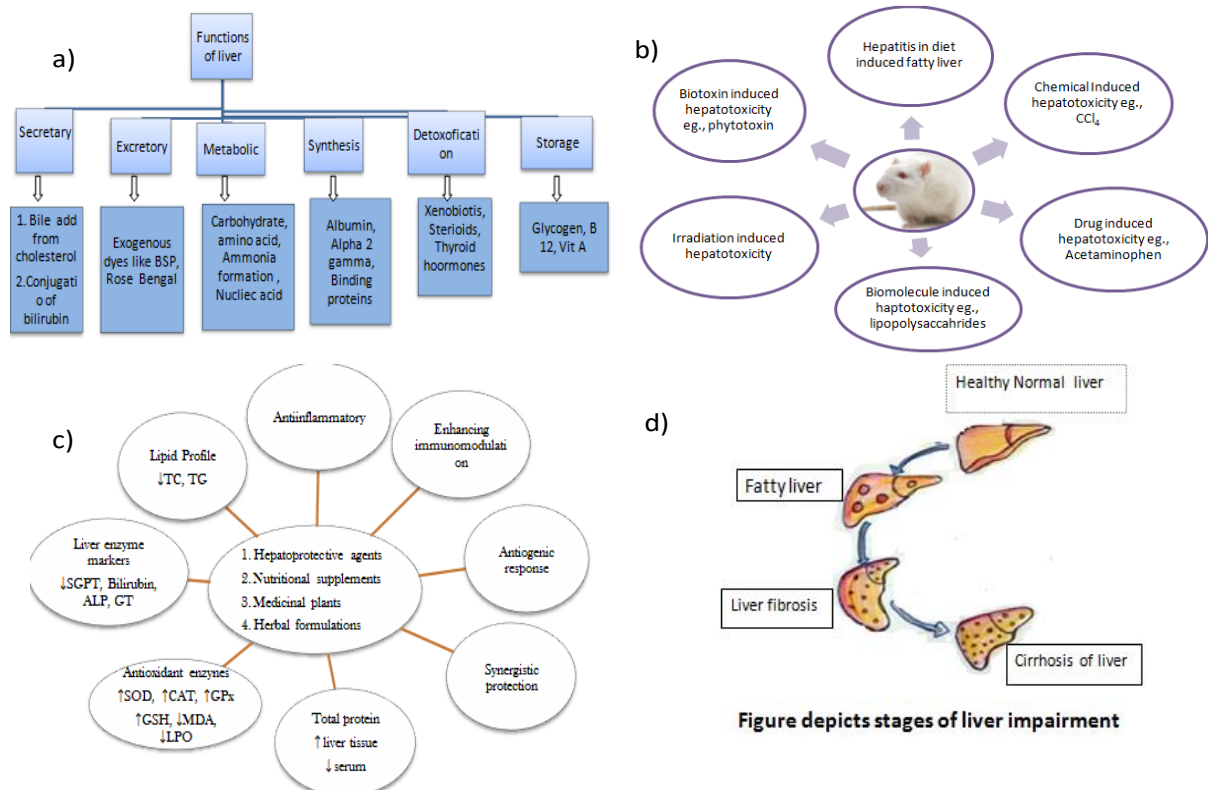 a)
Functions
of liver
Secretary
Excretory
Metabolic
Synthesis
Detoxofication
Storage
1. Bile add
from
cholesterol
2.Conjugatio of
bilirubin
Exogenous
dyes like BSP,
Rose Bengal
Carbohydrate,
amino acid,
Ammonia
formation ,
Nucliec acid
Albumin,
Alpha 2
gamma,
Binding
proteins
Xenobiotis,
Sterioids,
Thyroid
hoormones
Glycogen, B
12, Vit A
b)
Hepatitis in diet
induced fatty liver
Biotoxin induced
hepatotoxicity
eg., phytotoxin
Chemical Induced
hepatotoxicity eg.,
CCl₄
Irradiation induced
hepatotoxicity
Drug induced
hepatotoxicity eg.,
Acetaminophen
Biomolecule induced
haptotoxicity eg.,
lipopolysaccahrides
c)
Antiinflammatory
Enhancing
immunomodulati
on
Lipid Profile
↓TC, TG
Liver enzyme
markers
↓SGPT, Bilirubin,
ALP, GT
1. Hepatoprotective agents
2. Nutritional supplements
3. Medicinal plants
4. Herbal formulations
Antiogenic
response
Synergistic
protection
Antioxidant enzymes
↑SOD, ↑CAT, ↑GPx
↑GSH, ↓MDA,
↓LPO
Total protein
↑liver tissue
↓ serum
d)
Healthy Normal liver
Fatty liver
Liver fibrosis
Cirrhosis of liver
Figure depicts stages of liver impairment